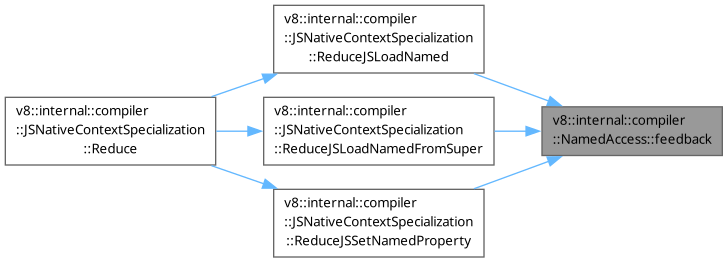 v8::internal::compiler
::JSNativeContextSpecialization
::ReduceJSLoadNamed
v8::internal::compiler
::JSNativeContextSpecialization
::Reduce
v8::internal::compiler
::JSNativeContextSpecialization
::ReduceJSLoadNamedFromSuper
v8::internal::compiler
::NamedAccess::feedback
v8::internal::compiler
::JSNativeContextSpecialization
::ReduceJSSetNamedProperty